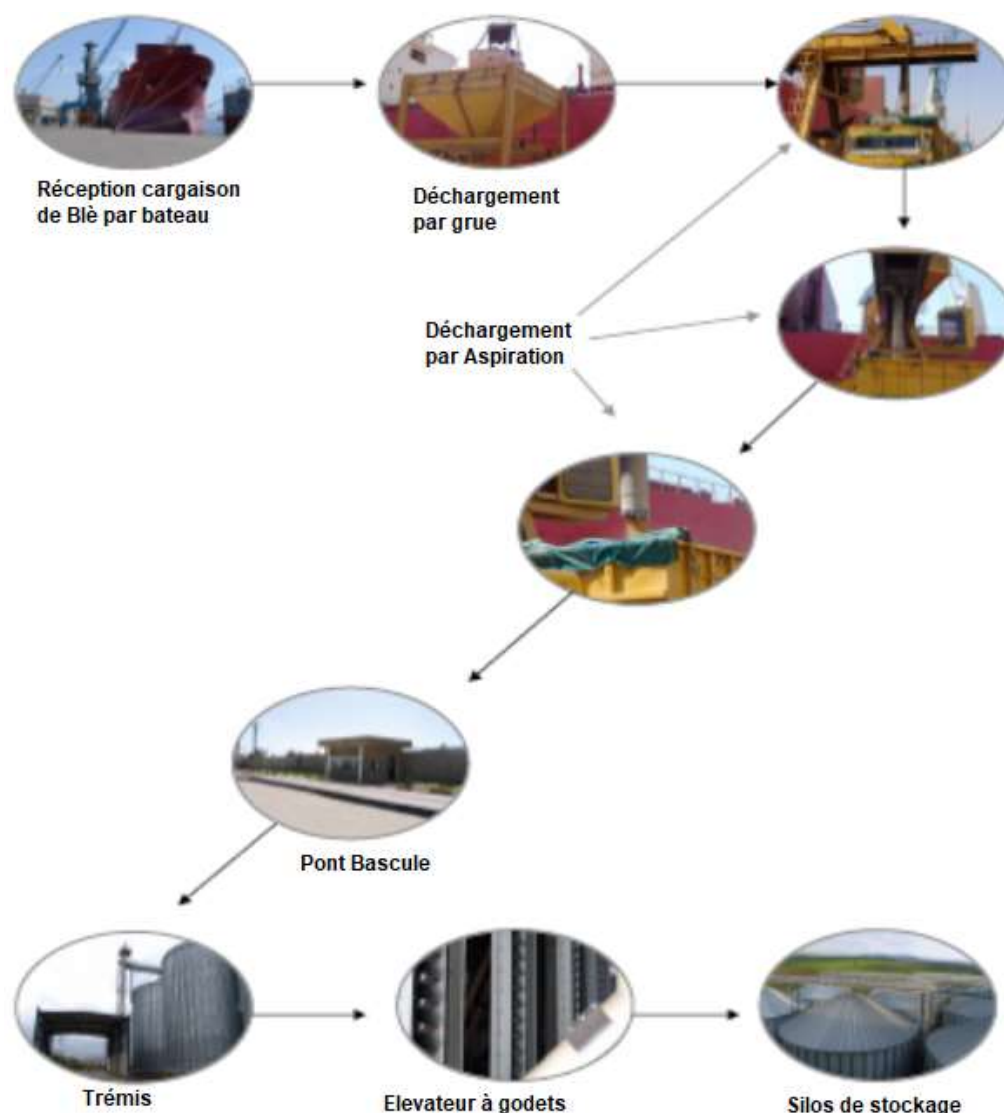 Réception cargaison
de Blè par bateau
Déchargement
par grue
Déchargement
par Aspiration
Pont Bascule
Trémis
Elevateur à godets
Silos de stockage